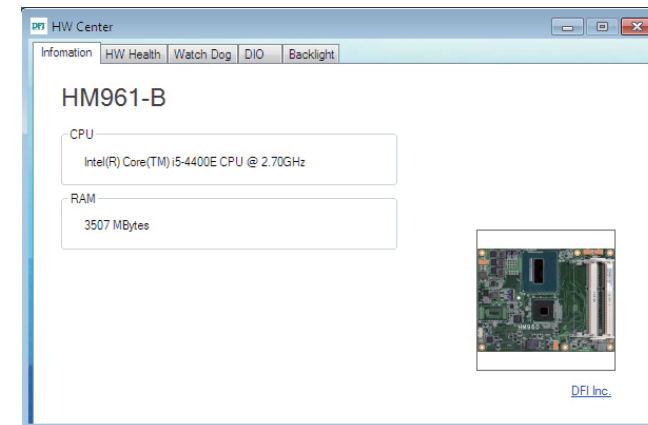 DFI HW Center
Infomation HW Health Watch Dog DIO Backlight
HM961-B
CPU
Intel(R) Core(TM) i5-4400E CPU @ 2.70GHz
RAM
3507 MBytes
HM960
DFI Inc.